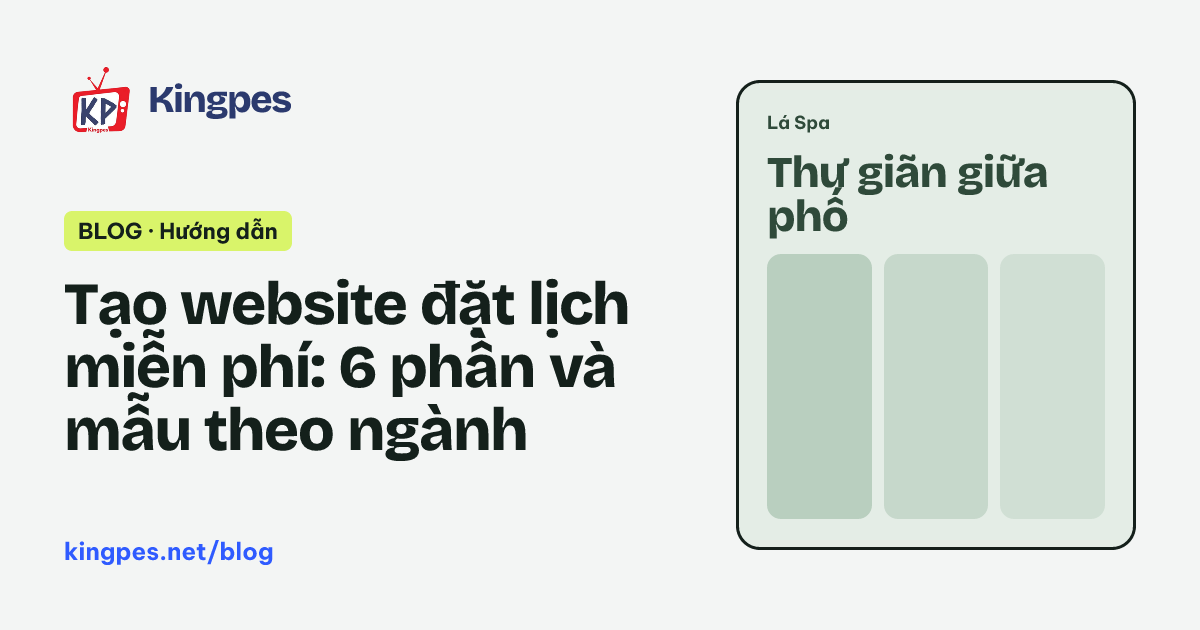 KP
Kingpes
Kingpes
BLOG · Hướng dẫn
Tạo website đặt lịch
miễn phí: 6 phần và
mẫu theo ngành
kingpes.net/blog
Lá Spa
Thư giãn giữa
phố